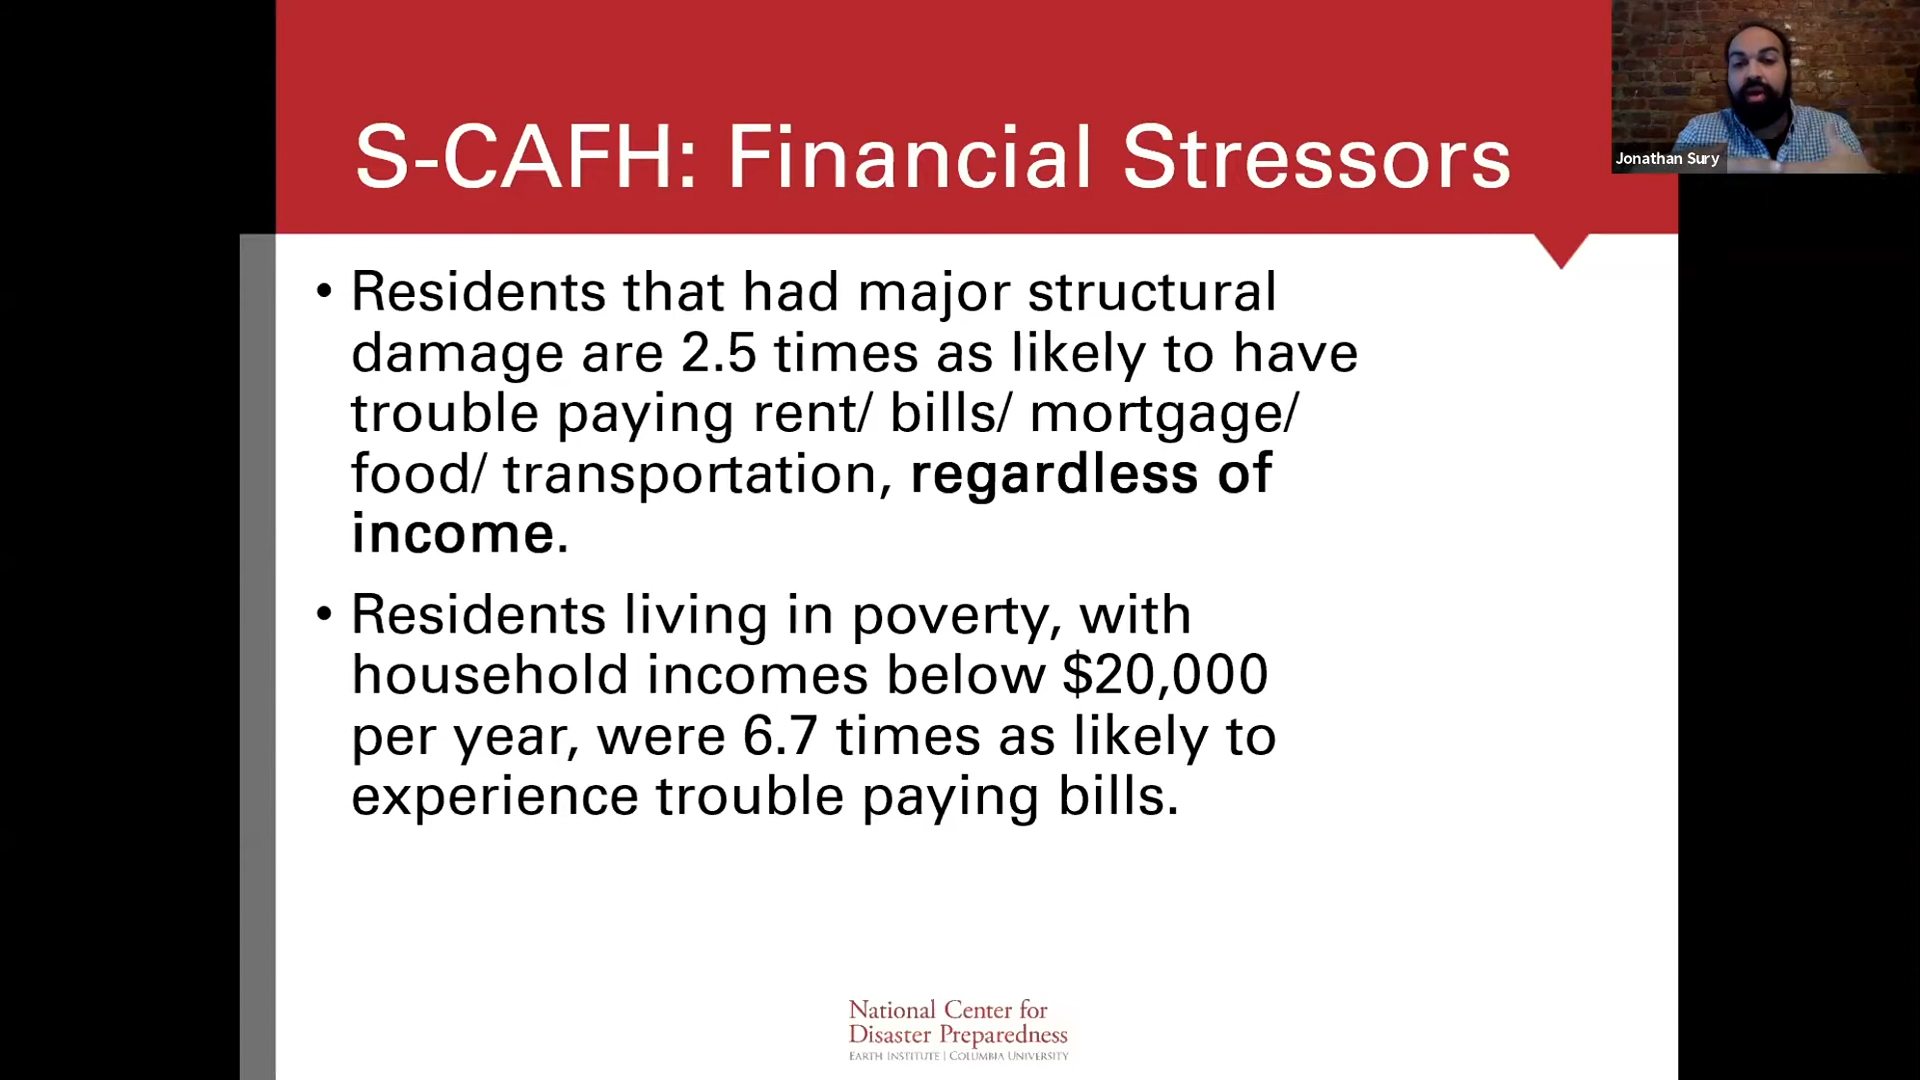 S-CAFH: Financial Stressors
Jonathan Sury
• Residents that had major structural
damage are 2.5 times as likely to have
trouble paying rent/ bills/ mortgage/
food/ transportation, regardless of
income.
• Residents living in poverty, with
household incomes below $20,000
per year, were 6.7 times as likely to
experience trouble paying bills.
National Center for
Disaster Preparedness
EARTH INSTITUTE | COLUMBIA UNIVERSITY